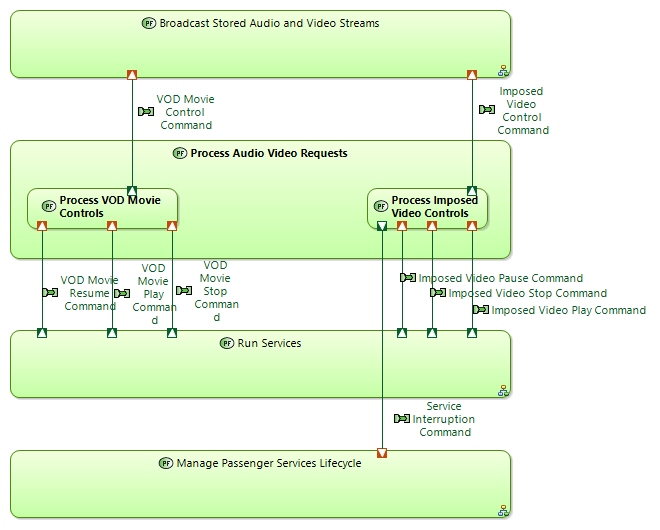 PF Broadcast Stored Audio and Video Streams
VOD Movie
Control
Command
Imposed
Video
Control
Command
PF Process Audio Video Requests
PF Process VOD Movie
Controls
PF Process Imposed
Video Controls
VOD Movie
Resume
Command
VOD
Movie
Play
Comman
d
VOD
Movie
Stop
Comman
d
Imposed Video Pause Command
Imposed Video Stop Command
Imposed Video Play Command
PF Run Services
Service
Interruption
Command
PF Manage Passenger Services Lifecycle